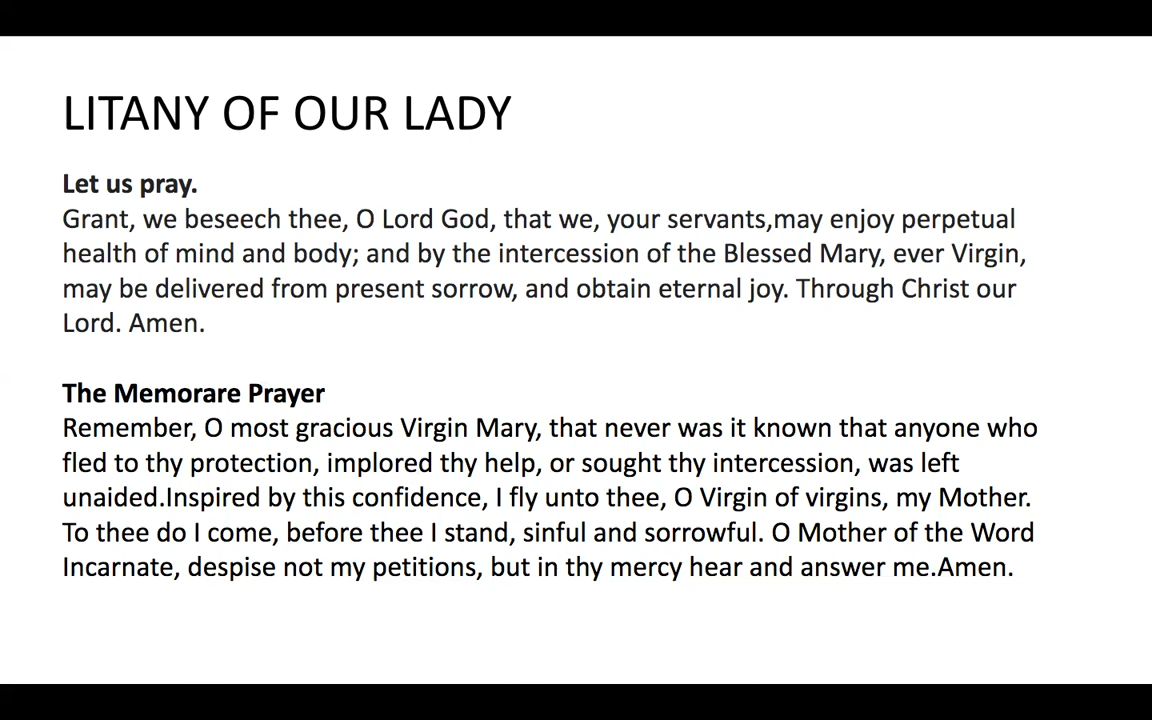 LITANY OF OUR LADY
Let us pray.
Grant, we beseech thee, O Lord God, that we, your servants,may enjoy perpetual
health of mind and body; and by the intercession of the Blessed Mary, ever Virgin,
may be delivered from present sorrow, and obtain eternal joy. Through Christ our
Lord. Amen.
The Memorare Prayer
Remember, O most gracious Virgin Mary, that never was it known that anyone who
fled to thy protection, implored thy help, or sought thy intercession, was left
unaided.Inspired by this confidence, I fly unto thee, O Virgin of virgins, my Mother.
To thee do I come, before thee I stand, sinful and sorrowful. O Mother of the Word
Incarnate, despise not my petitions, but in thy mercy hear and answer me.Amen.